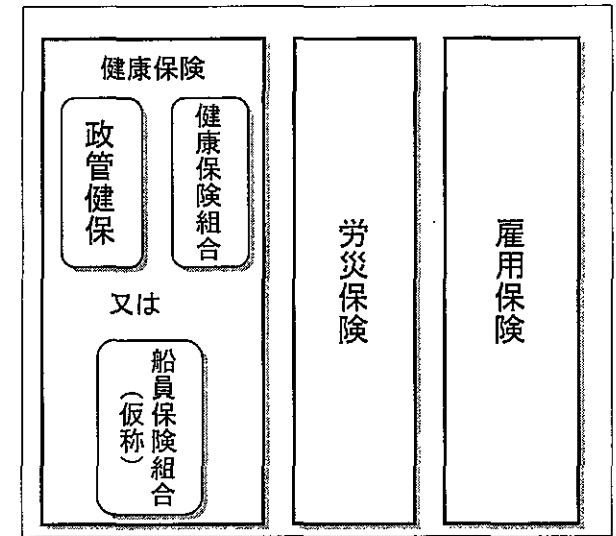 健康保険
政管健保
健康保険組合
又は
船員保険組合
（仮称）
労災保険
雇用保険